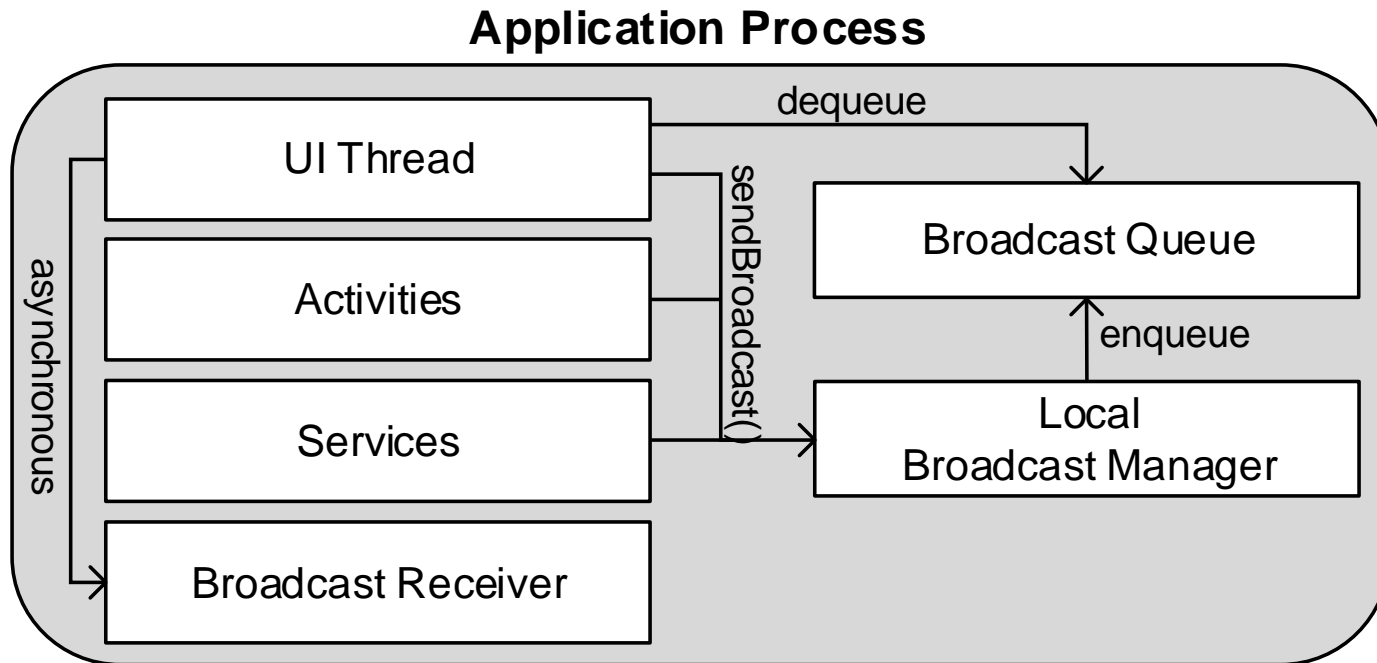 Application Process
UI Thread
dequeue
sendBroadcast()
Broadcast Queue
asynchronous
Activities
enqueue
Services
Local
Broadcast Manager
Broadcast Receiver